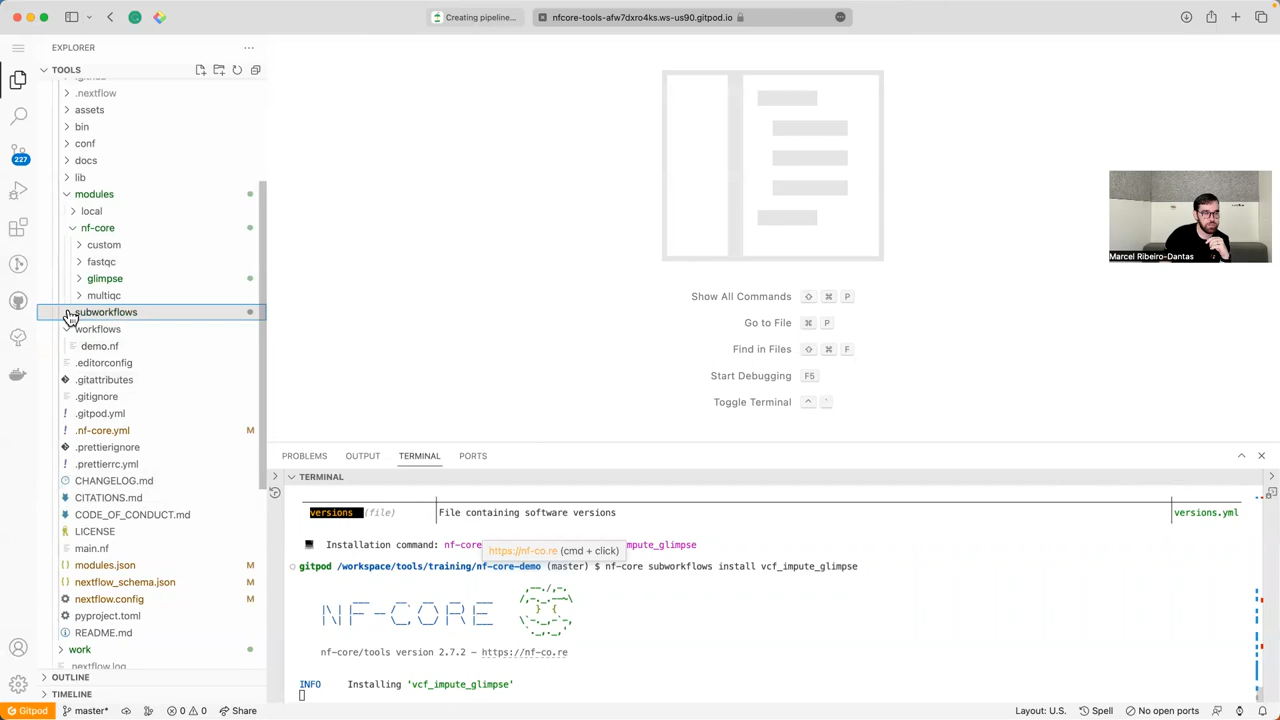 Creating pipeline...
nfcore-tools-afw7dxro4ks.ws-us90.gitpod.io
EXPLORER
TOOLS
.github
.nextflow
assets
bin
conf
docs
lib
modules
local
nf-core
custom
fastqc
glimpse
multiqc
subworkflows
workflows
demo.nf
.editorconfig
.gitattributes
.gitignore
.gitpod.yml
.nf-core.yml M
.prettierignore
.prettierrc.yml
CHANGELOG.md
CITATIONS.md
CODE_OF_CONDUCT.md
LICENSE
main.nf
modules.json M
nextflow_schema.json M
nextflow.config M
pyproject.toml
README.md
work
nextflow.log
OUTLINE
TIMELINE
227
Show All Commands ⇧ ⌘ P
Go to File ⌘ P
Find in Files ⇧ ⌘ F
Start Debugging F5
Toggle Terminal ^ `
Marcel Ribeiro-Dantas
PROBLEMS OUTPUT TERMINAL PORTS
TERMINAL
versions (file) File containing software versions versions.yml
Installation command: nf-core mpute_glimpse
https://nf-co.re (cmd + click)
gitpod /workspace/tools/training/nf-core-demo (master) $ nf-core subworkflows install vcf_impute_glimpse
nf-core/tools version 2.7.2 – https://nf-co.re
INFO Installing 'vcf_impute_glimpse'
Gitpod master* 0 0 Share Layout: U.S. Spell No open ports